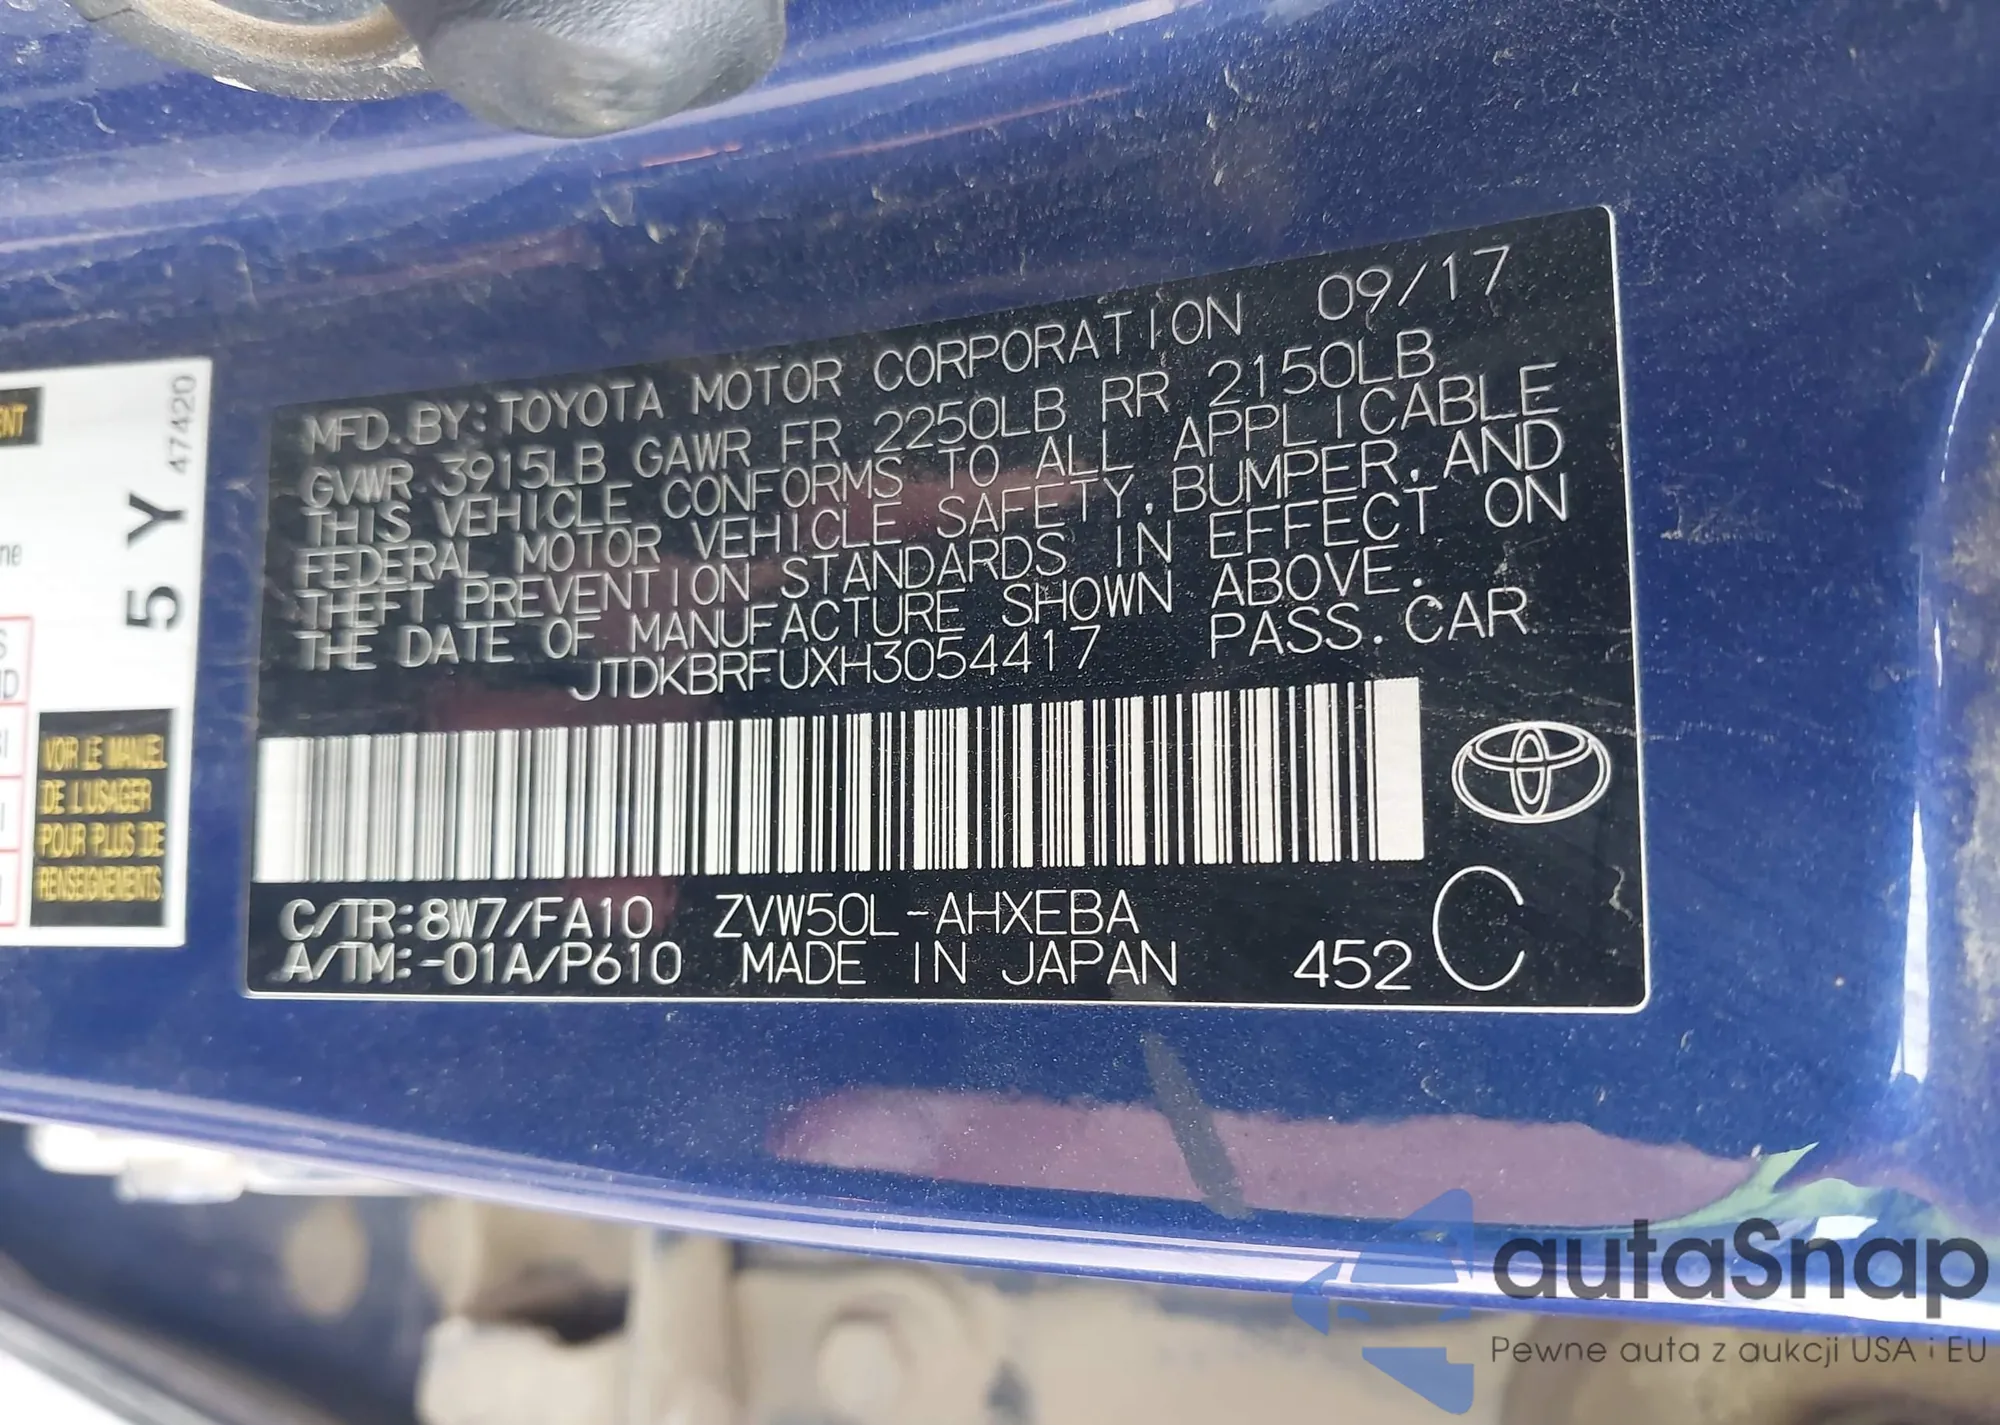 MFD.BY:TOYOTA MOTOR CORPORATION 09/17
GVWR 3915LB GAWR FR 2250LB RR 2150LB
THIS VEHICLE CONFORMS TO ALL APPLICABLE
FEDERAL MOTOR VEHICLE SAFETY, BUMPER, AND
THEFT PREVENTION STANDARDS IN EFFECT ON
THE DATE OF MANUFACTURE SHOWN ABOVE.
JTDKBRFUXH3054417 PASS. CAR
C/TR:8W7/FA10 ZVW50L-AHXEBA
A/TM:-01A/P610 MADE IN JAPAN 452 C
5 Y 47420
VOIR LE MANUEL
DE L'USAGER
POUR PLUS DE
RENSEIGNEMENTS
autaSnap
Pewne auta z aukcji USA i EU